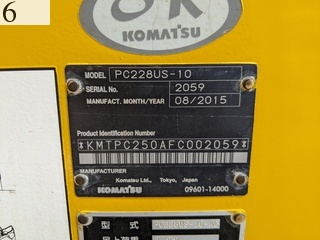 6
OK
KOMATSU
MODEL PC228US-10
SERIAL No. 2059
MANUFACT. MONTH/YEAR 08/2015
Product Identification Number
*KMTPC250AFC002059*
MANUFACTURER
Komatsu Ltd., Tokyo, Japan
KOMATSU 09601-14000
型式